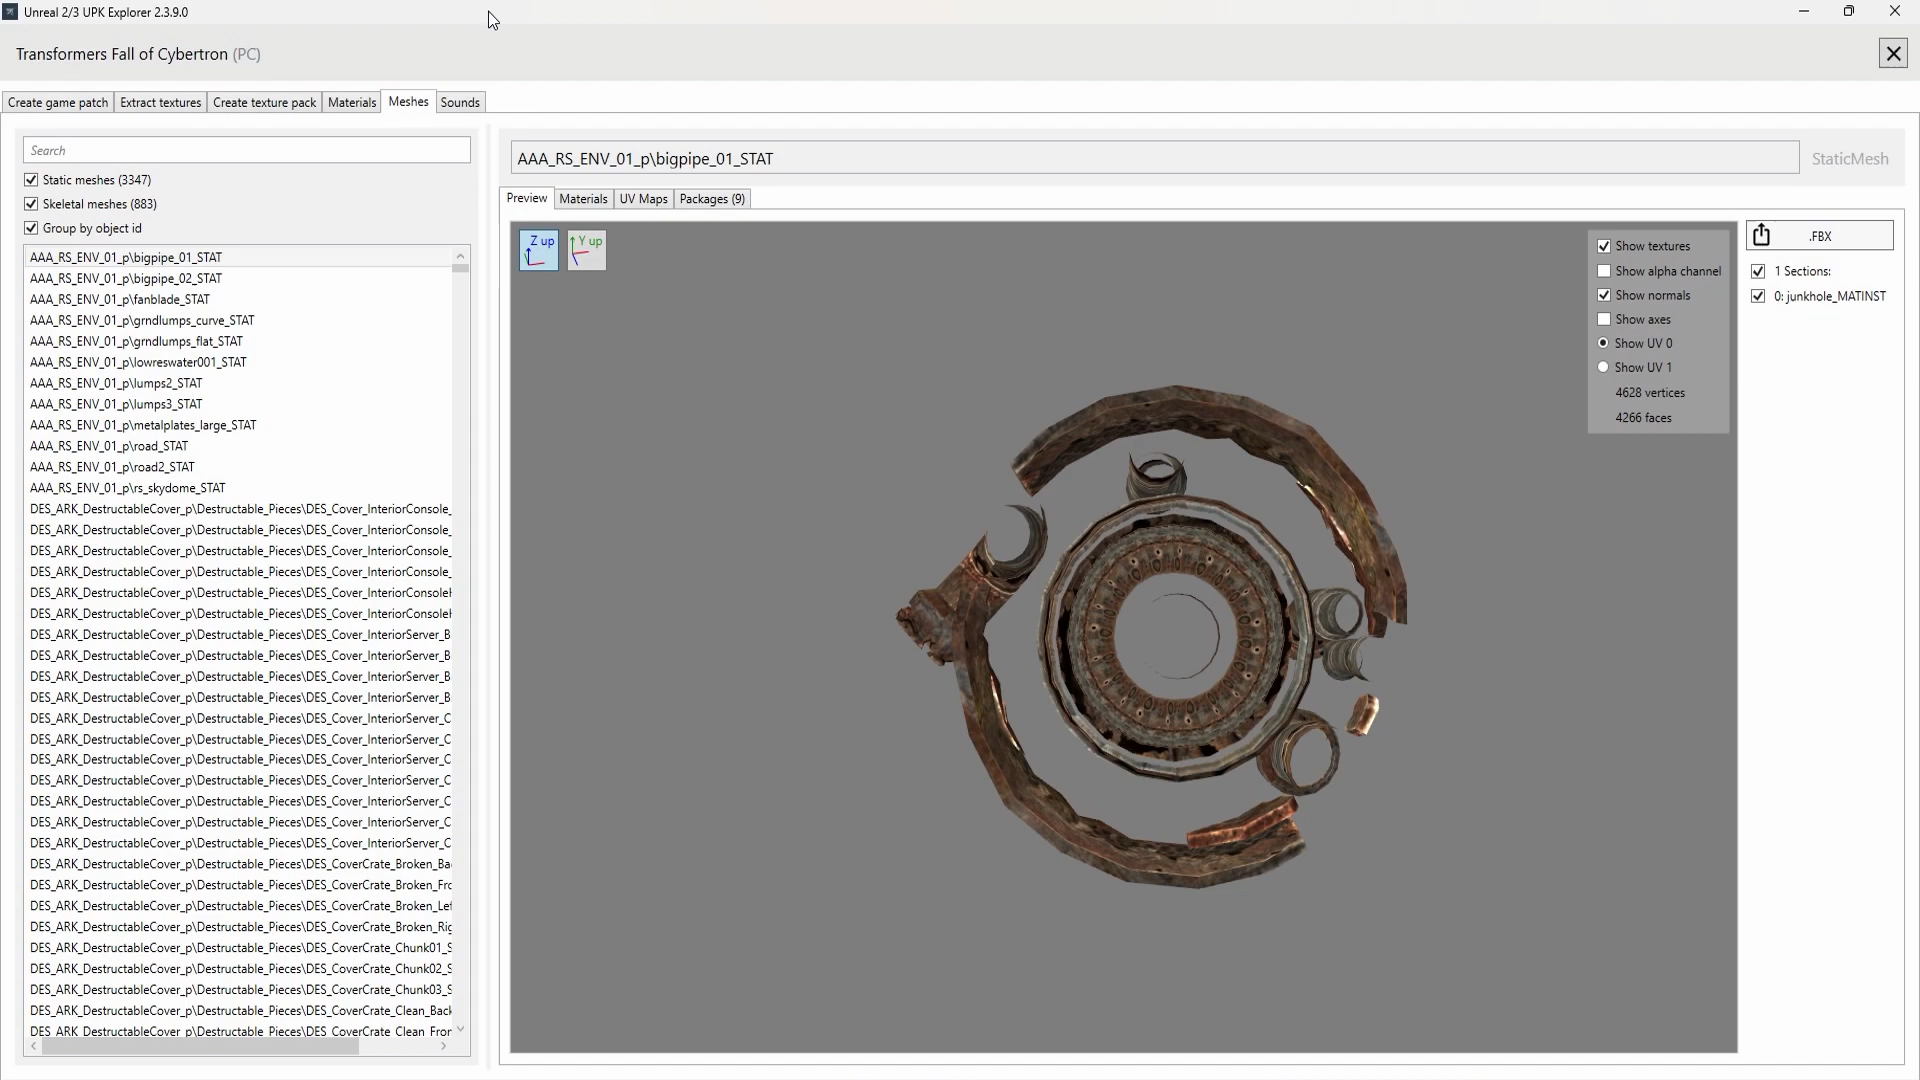 Unreal 2/3 UPK Explorer 2.3.9.0
Transformers Fall of Cybertron (PC)
Create game patch
Extract textures
Create texture pack
Materials
Meshes
Sounds
Search
Static meshes (3347)
Skeletal meshes (883)
Group by object id
AAA_RS_ENV_01_p\bigpipe_01_STAT
AAA_RS_ENV_01_p\bigpipe_02_STAT
AAA_RS_ENV_01_p\fanblade_STAT
AAA_RS_ENV_01_p\grndlumps_curve_STAT
AAA_RS_ENV_01_p\grndlumps_flat_STAT
AAA_RS_ENV_01_p\lowreswater001_STAT
AAA_RS_ENV_01_p\lumps2_STAT
AAA_RS_ENV_01_p\lumps3_STAT
AAA_RS_ENV_01_p\metalplates_large_STAT
AAA_RS_ENV_01_p\road_STAT
AAA_RS_ENV_01_p\road2_STAT
AAA_RS_ENV_01_p\rs_skydome_STAT
DES_ARK_DestructableCover_p\Destructable_Pieces\DES_Cover_InteriorConsole_
DES_ARK_DestructableCover_p\Destructable_Pieces\DES_Cover_InteriorConsole_
DES_ARK_DestructableCover_p\Destructable_Pieces\DES_Cover_InteriorConsole_
DES_ARK_DestructableCover_p\Destructable_Pieces\DES_Cover_InteriorConsole_
DES_ARK_DestructableCover_p\Destructable_Pieces\DES_Cover_InteriorConsoleH
DES_ARK_DestructableCover_p\Destructable_Pieces\DES_Cover_InteriorConsoleH
DES_ARK_DestructableCover_p\Destructable_Pieces\DES_Cover_InteriorServer_B
DES_ARK_DestructableCover_p\Destructable_Pieces\DES_Cover_InteriorServer_B
DES_ARK_DestructableCover_p\Destructable_Pieces\DES_Cover_InteriorServer_B
DES_ARK_DestructableCover_p\Destructable_Pieces\DES_Cover_InteriorServer_B
DES_ARK_DestructableCover_p\Destructable_Pieces\DES_Cover_InteriorServer_C
DES_ARK_DestructableCover_p\Destructable_Pieces\DES_Cover_InteriorServer_C
DES_ARK_DestructableCover_p\Destructable_Pieces\DES_Cover_InteriorServer_C
DES_ARK_DestructableCover_p\Destructable_Pieces\DES_Cover_InteriorServer_C
DES_ARK_DestructableCover_p\Destructable_Pieces\DES_Cover_InteriorServer_C
DES_ARK_DestructableCover_p\Destructable_Pieces\DES_Cover_InteriorServer_C
DES_ARK_DestructableCover_p\Destructable_Pieces\DES_Cover_InteriorServer_C
DES_ARK_DestructableCover_p\Destructable_Pieces\DES_CoverCrate_Broken_Ba
DES_ARK_DestructableCover_p\Destructable_Pieces\DES_CoverCrate_Broken_Fro
DES_ARK_DestructableCover_p\Destructable_Pieces\DES_CoverCrate_Broken_Lef
DES_ARK_DestructableCover_p\Destructable_Pieces\DES_CoverCrate_Broken_Rig
DES_ARK_DestructableCover_p\Destructable_Pieces\DES_CoverCrate_Chunk01_S
DES_ARK_DestructableCover_p\Destructable_Pieces\DES_CoverCrate_Chunk02_S
DES_ARK_DestructableCover_p\Destructable_Pieces\DES_CoverCrate_Chunk03_S
DES_ARK_DestructableCover_p\Destructable_Pieces\DES_CoverCrate_Clean_Back
DES_ARK_DestructableCover_p\Destructable_Pieces\DES_CoverCrate_Clean_Fron
AAA_RS_ENV_01_p\bigpipe_01_STAT
StaticMesh
Preview
Materials
UV Maps
Packages (9)
Z up
Y up
Show textures
Show alpha channel
Show normals
Show axes
Show UV 0
Show UV 1
4628 vertices
4266 faces
.FBX
1 Sections:
0: junkhole_MATINST